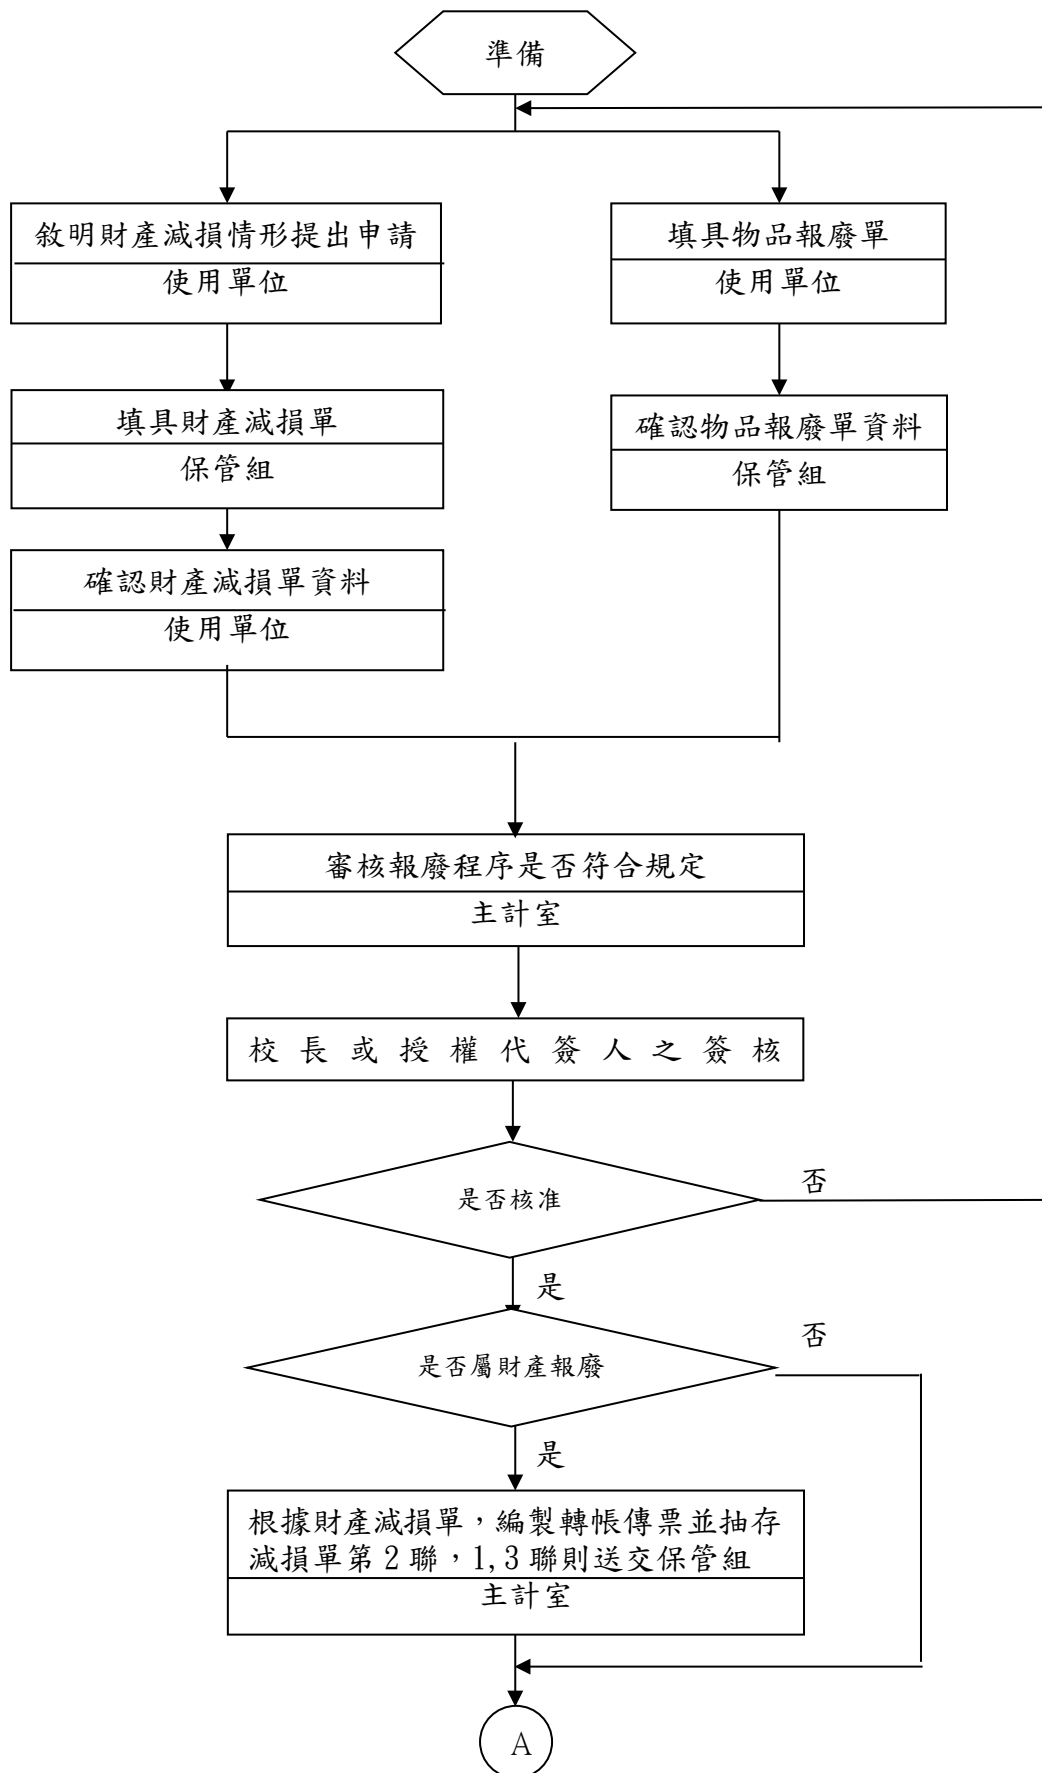 準備
敘明財產減損情形提出申請
使用單位
填具物品報廢單
使用單位
填具財產減損單
保管組
確認物品報廢單資料
保管組
確認財產減損單資料
使用單位
審核報廢程序是否符合規定
主計室
校長或授權代簽人之簽核
是否核准
否
是
是否屬財產報廢
否
是
根據財產減損單，編製轉帳傳票並抽存
減損單第2聯，1,3聯則送交保管組
主計室
A